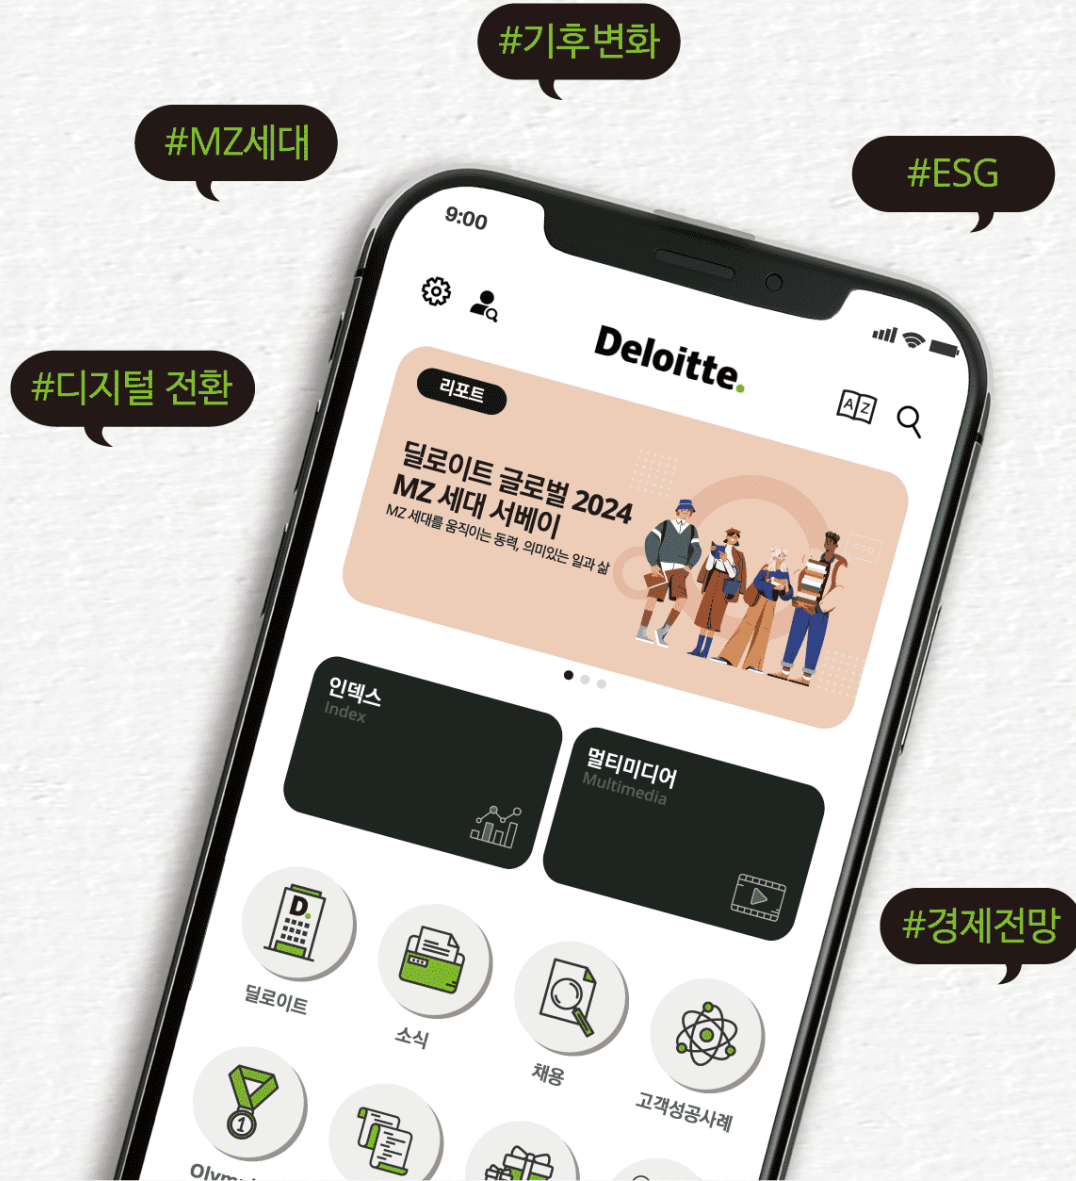 #기후변화
#MZ세대
#ESG
9:00
Deloitte.
#디지털 전환
A Z
리포트
딜로이트 글로벌 2024
MZ 세대 서베이
MZ 세대를 움직이는 동력, 의미있는 일과 삶
인덱스
Index
멀티미디어
Multimedia
#경제전망
D.
딜로이트
소식
채용
고객성공사례
1